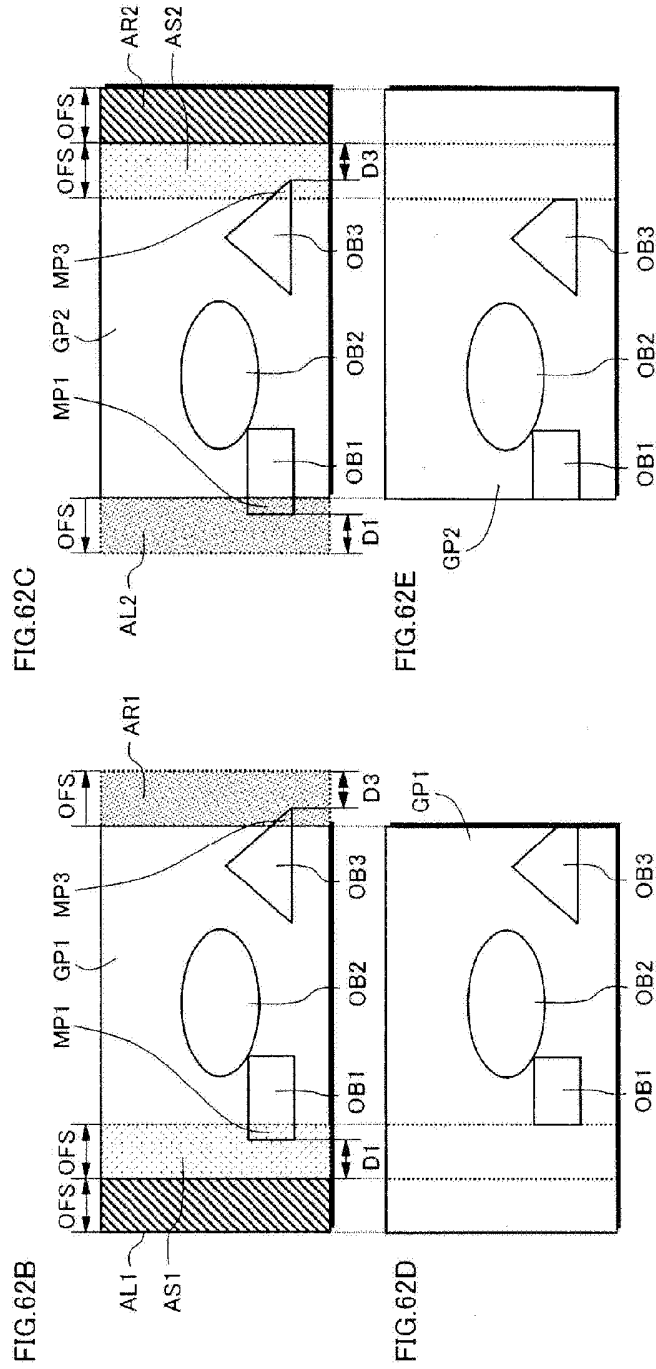 FIG.62B
AL1
AS1
OFS
OFS
MP1
GP1
MP3
OFS
AR1
D1
OB1
OB2
OB3
D3
FIG.62C
AL2
OFS
MP1
GP2
MP3
OFS
OFS
AR2
AS2
D1
OB1
OB2
OB3
D3
FIG.62D
OB1
OB2
OB3
GP1
FIG.62E
GP2
OB1
OB2
OB3